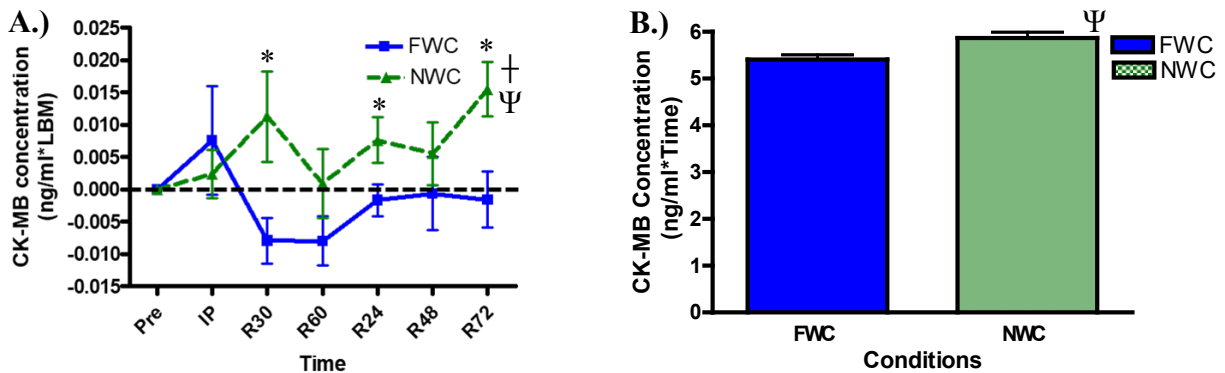 A.)
CK-MB concentration
(ng/ml*LBM)
0.025
0.020
0.015
0.010
0.005
0.000
-0.005
-0.010
-0.015
FWC
NWC
*
*
*
†
Ψ
Pre
IP
R30
R60
R24
R48
R72
Time
B.)
CK-MB Concentration
(ng/ml*Time)
6
5
4
3
2
1
0
Ψ
FWC
NWC
FWC
NWC
Conditions